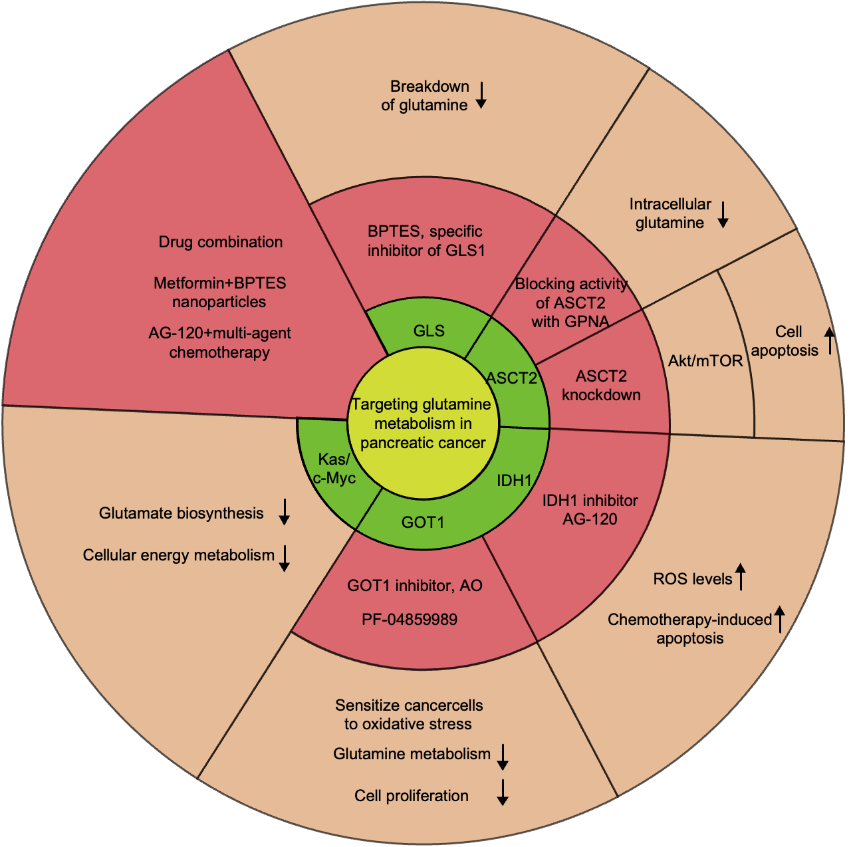 Breakdown
of glutamine
Intracellular
glutamine
BPTES, specific
inhibitor of GLS1
Drug combination
Metformin+BPTES
nanoparticles
AG-120+multi-agent
chemotherapy
Blocking activity
of ASCT2
with GPNA
GLS
Cell
apoptosis
Akt/mTOR
ASCT2
knockdown
ASCT2
Targeting glutamine
metabolism in
pancreatic cancer
Kas/
c-Myc
IDH1
GOT1
IDH1 inhibitor
AG-120
Glutamate biosynthesis
Cellular energy metabolism
GOT1 inhibitor, AO
PF-04859989
ROS levels
Chemotherapy-induced
apoptosis
Sensitize cancercells
to oxidative stress
Glutamine metabolism
Cell proliferation